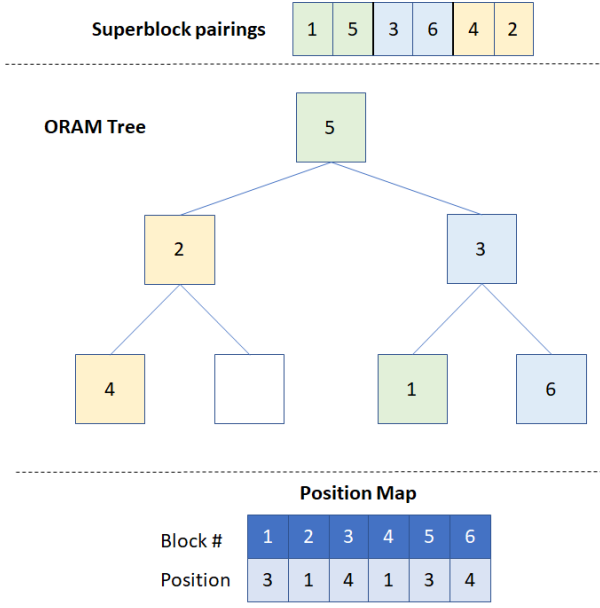 Superblock pairings 1 5 3 6 4 2
ORAM Tree
5
2 3
4 1 6
Position Map
Block # 1 2 3 4 5 6
Position 3 1 4 1 3 4